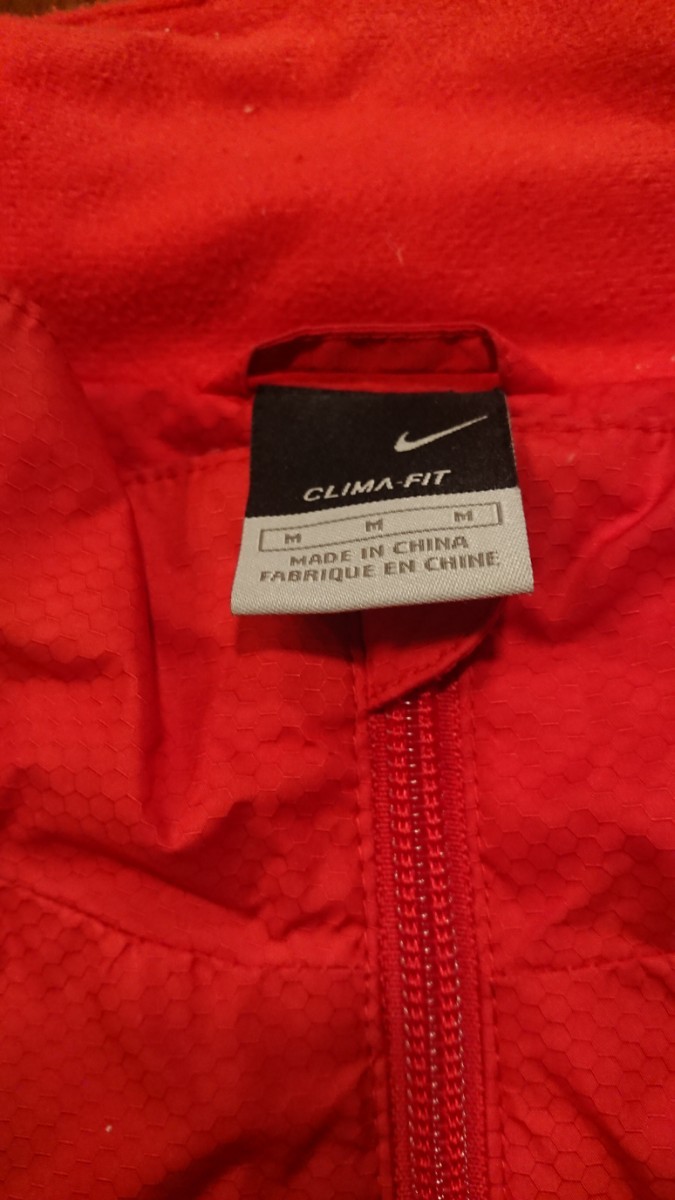 CLIMA-FIT
M M M
MADE IN CHINA
FABRIQUE EN CHINE